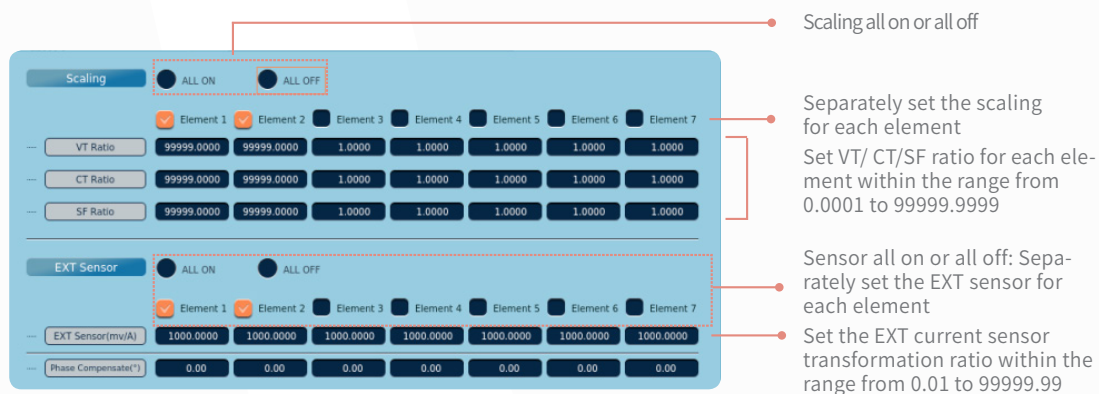 Scaling all on or all off
Scaling ALL ON ALL OFF
Element 1 Element 2 Element 3 Element 4 Element 5 Element 6 Element 7
VT Ratio 99999.0000 99999.0000 1.0000 1.0000 1.0000 1.0000 1.0000
CT Ratio 99999.0000 99999.0000 1.0000 1.0000 1.0000 1.0000 1.0000
SF Ratio 99999.0000 99999.0000 1.0000 1.0000 1.0000 1.0000 1.0000
Separately set the scaling
for each element
Set VT/ CT/SF ratio for each ele-
ment within the range from
0.0001 to 99999.9999
EXT Sensor ALL ON ALL OFF
Element 1 Element 2 Element 3 Element 4 Element 5 Element 6 Element 7
EXT Sensor(mv/A) 1000.0000 1000.0000 1000.0000 1000.0000 1000.0000 1000.0000 1000.0000
Phase Compensate(°) 0.00 0.00 0.00 0.00 0.00 0.00 0.00
Sensor all on or all off: Sepa-
rately set the EXT sensor for
each element
Set the EXT current sensor
transformation ratio within the
range from 0.01 to 99999.99